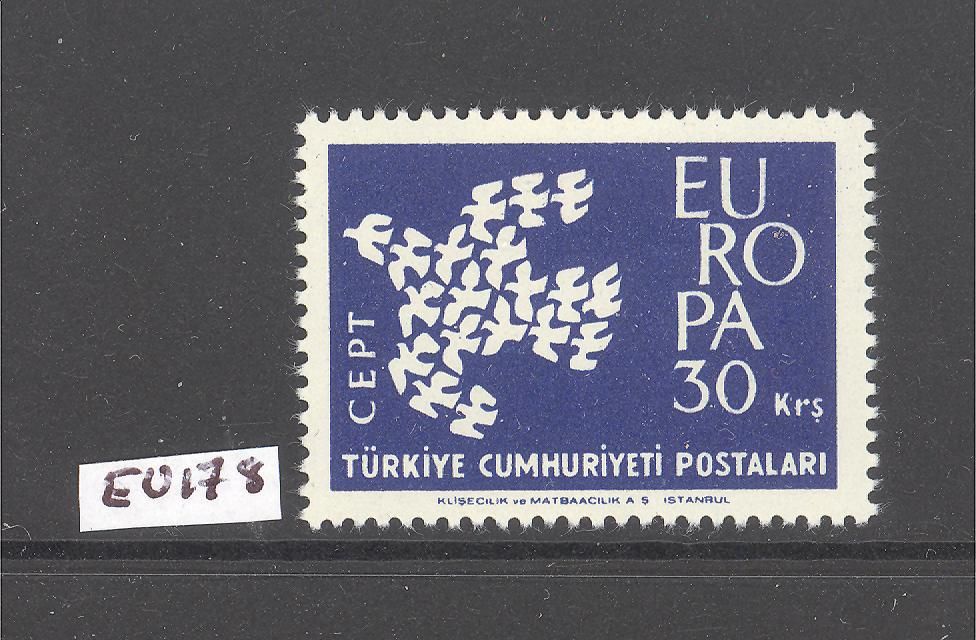 EU
RO
PA
30 Krş
CEPT
TÜRKİYE CUMHURİYETİ POSTALARI
KLİŞECİLİK ve MATBAACILIK A Ş İSTANBUL
EU178